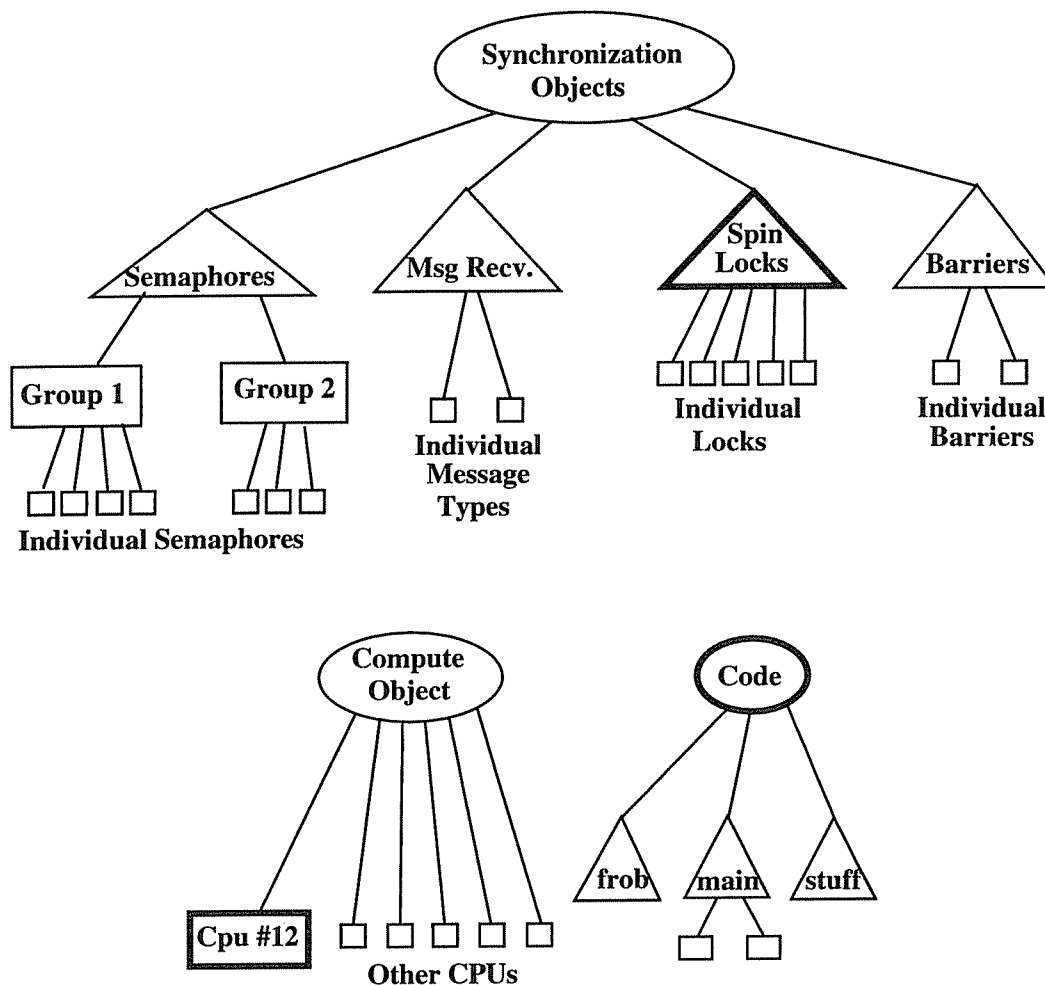 Synchronization
Objects
Semaphores
Msg Recv.
Spin
Locks
Barriers
Group 1
Group 2
Individual Semaphores
Individual
Message
Types
Individual
Locks
Individual
Barriers
Compute
Object
Code
Cpu #12
Other CPUs
frob
main
stuff